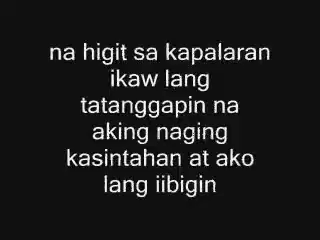 na higit sa kapalaran
ikaw lang
tatanggapin na
aking naging
kasintahan at ako
lang iibigin